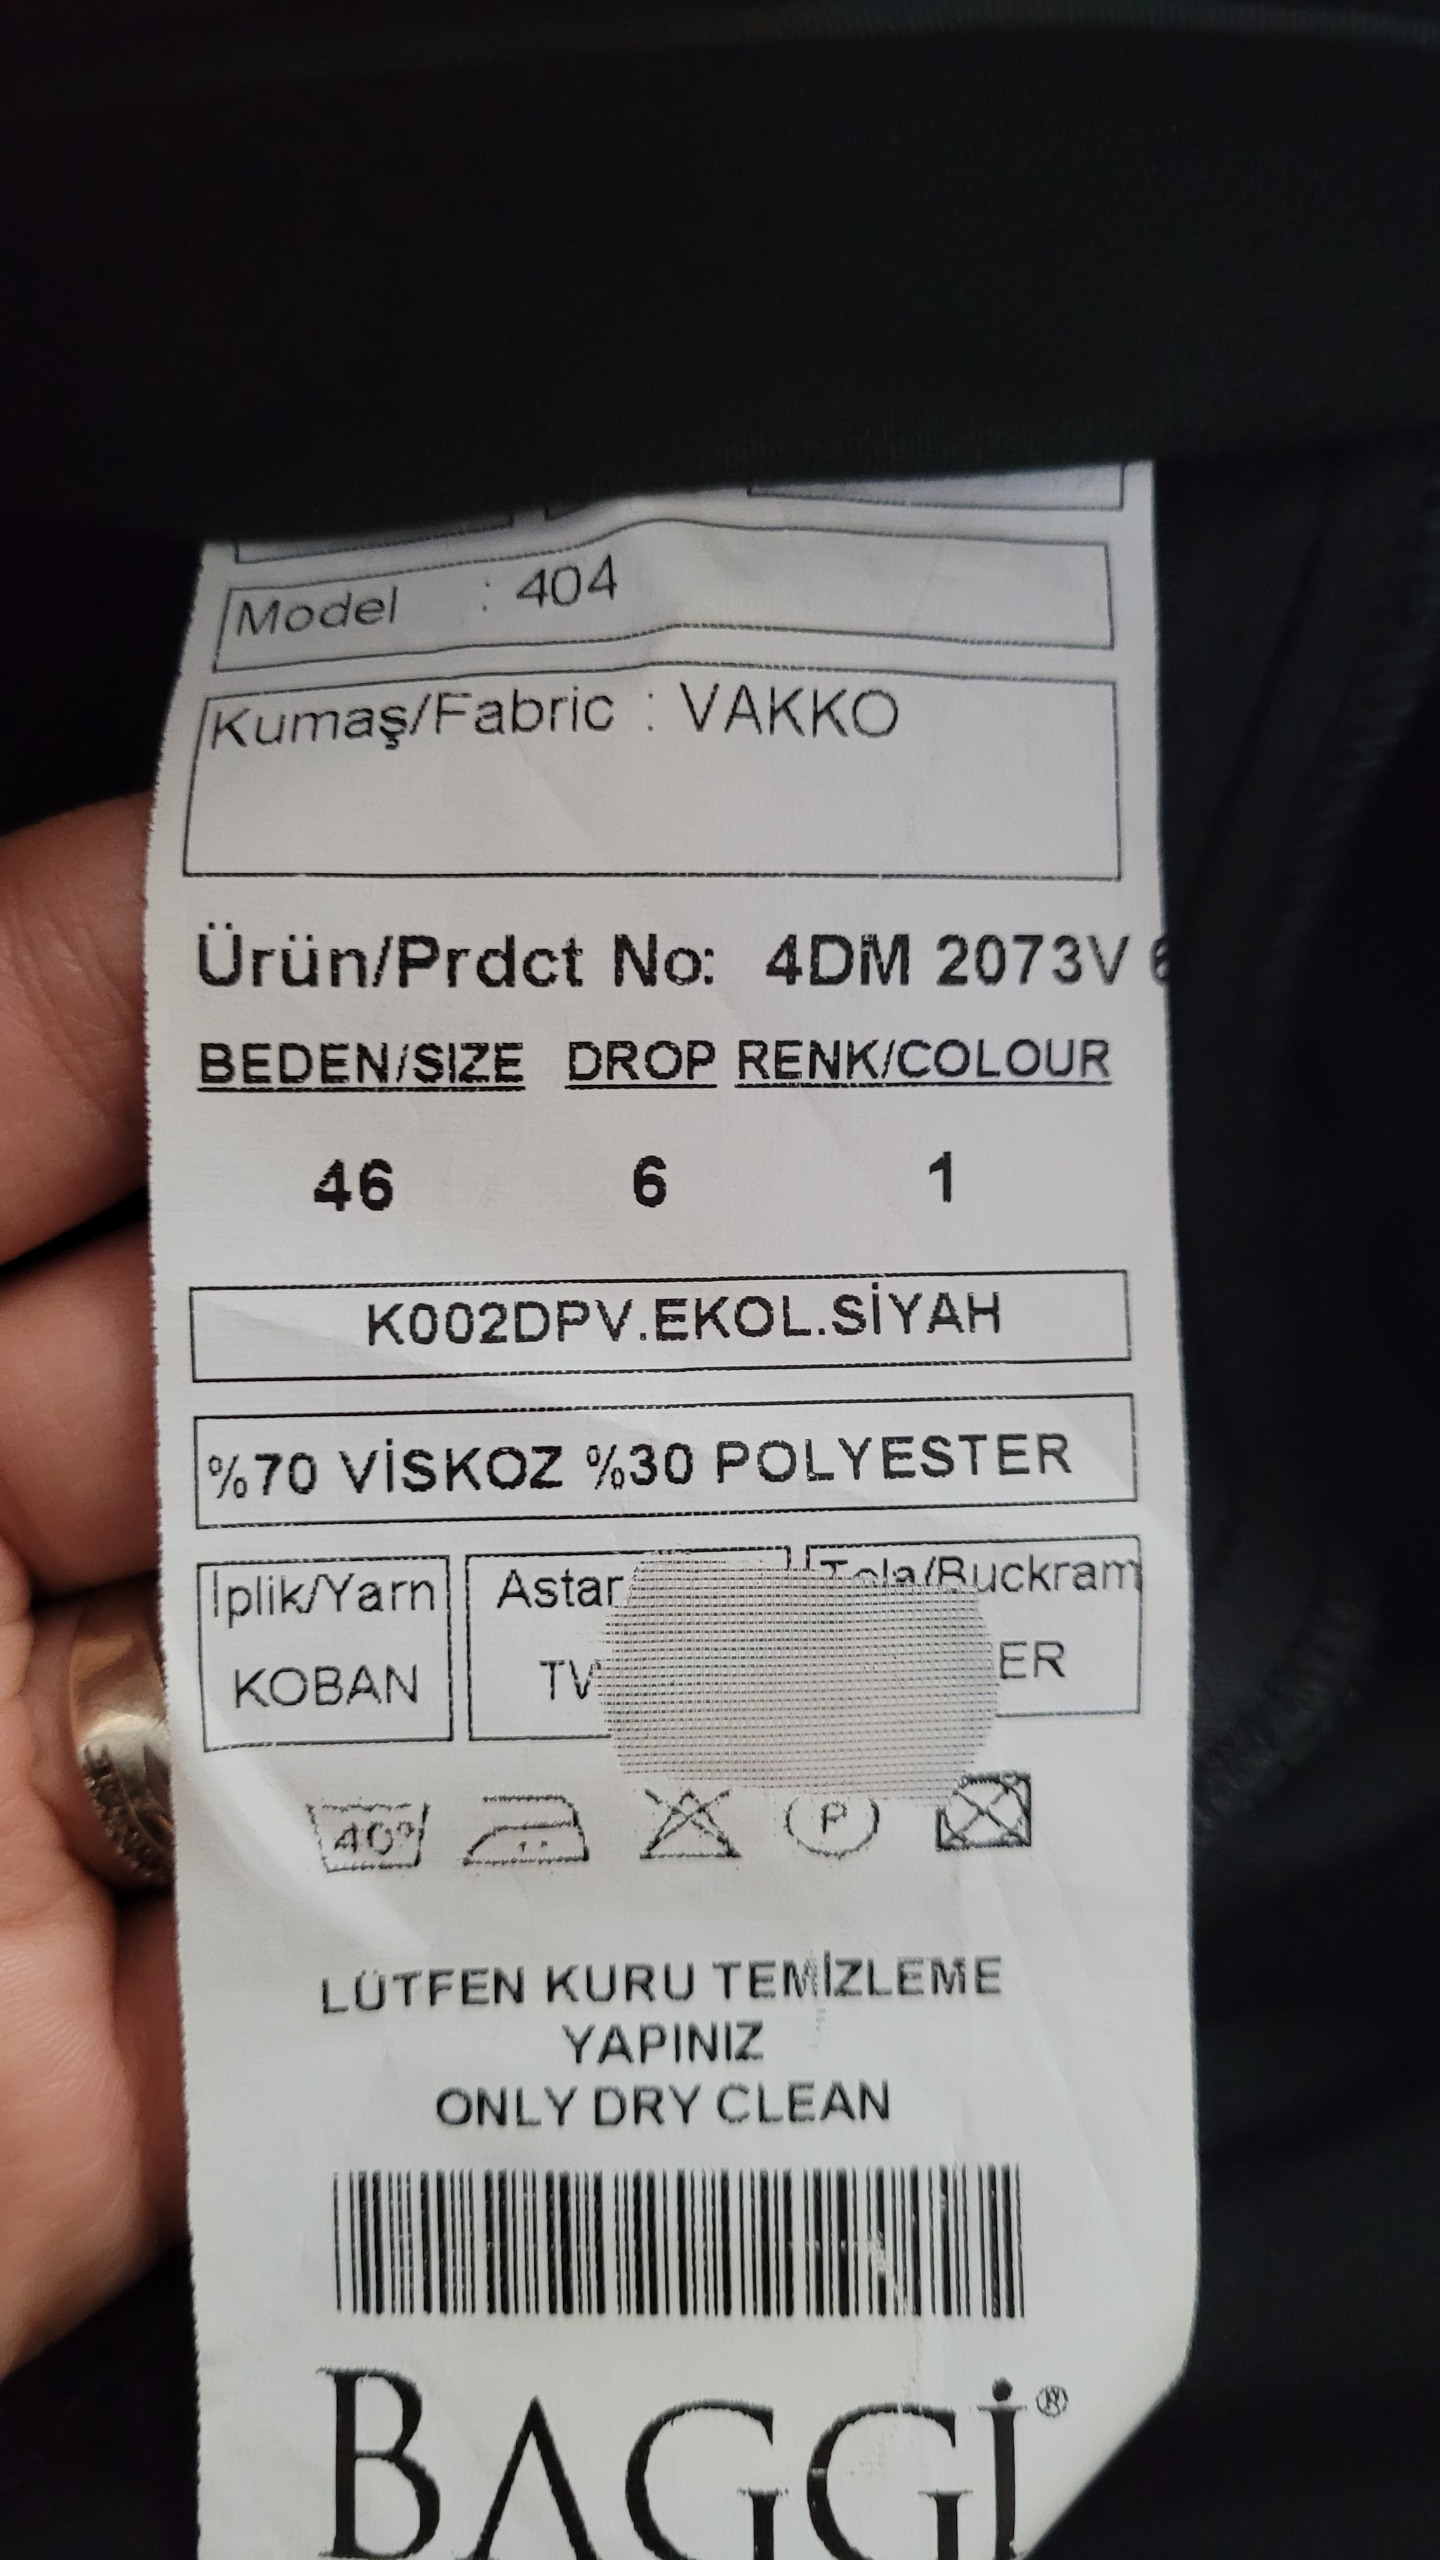 Model : 404
Kumaş/Fabric : VAKKO
Ürün/Prdct No: 4DM 2073V
BEDEN/SIZE DROP RENK/COLOUR
46 6 1
K002DPV.EKOL.SİYAH
%70 VİSKOZ %30 POLYESTER
İplik/Yarn Astar Tela/Buckram
KOBAN
40° P
LÜTFEN KURU TEMİZLEME
YAPINIZ
ONLY DRY CLEAN
BAGGİ®